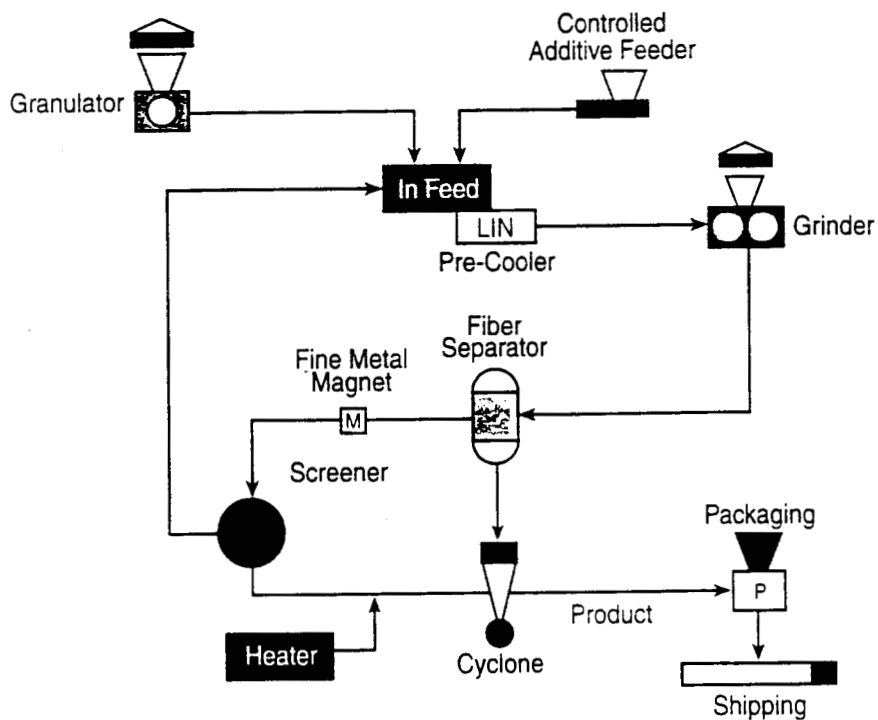 Controlled
Additive Feeder
Granulator
In Feed
LIN
Pre-Cooler
Grinder
Fiber
Separator
Fine Metal
Magnet
M
Screener
Packaging
P
Product
Heater
Cyclone
Shipping